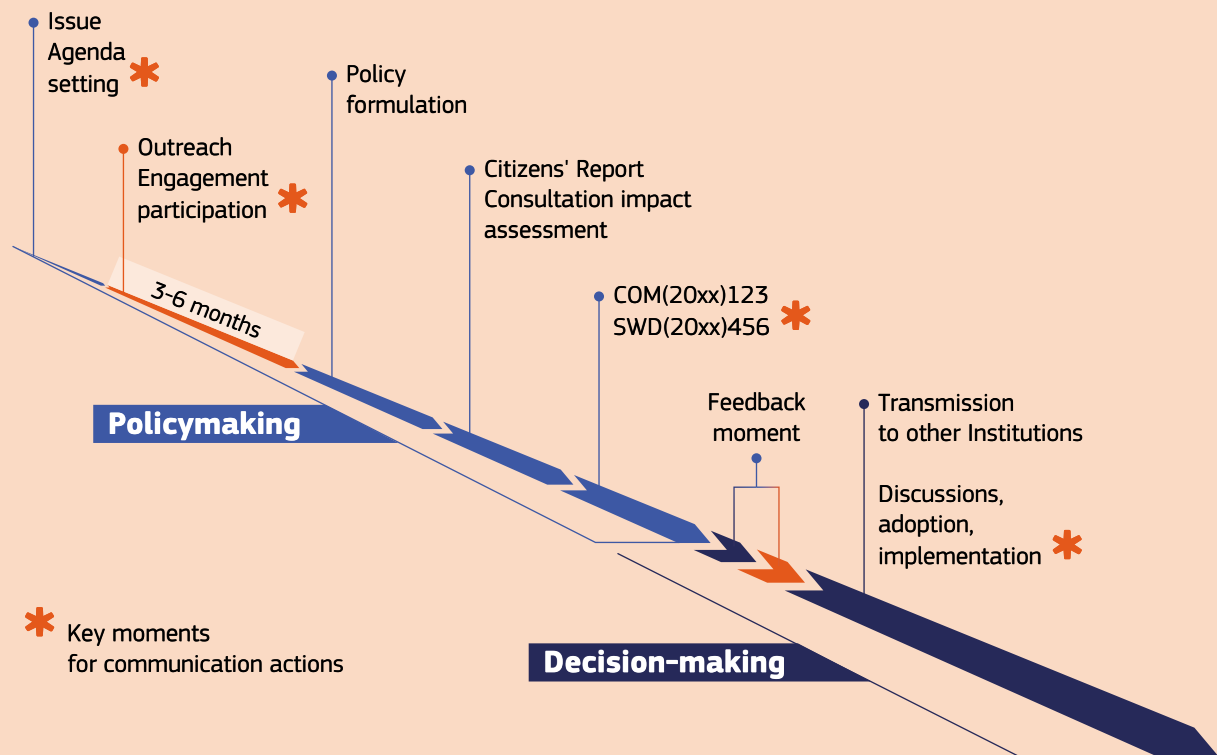 Issue
Agenda
setting
Outreach
Engagement
participation
Policy
formulation
Citizens' Report
Consultation impact
assessment
3-6 months
COM(20xx)123
SWD(20xx)456
Policymaking
Feedback
moment
Transmission
to other Institutions
Discussions,
adoption,
implementation
Key moments
for communication actions
Decision-making